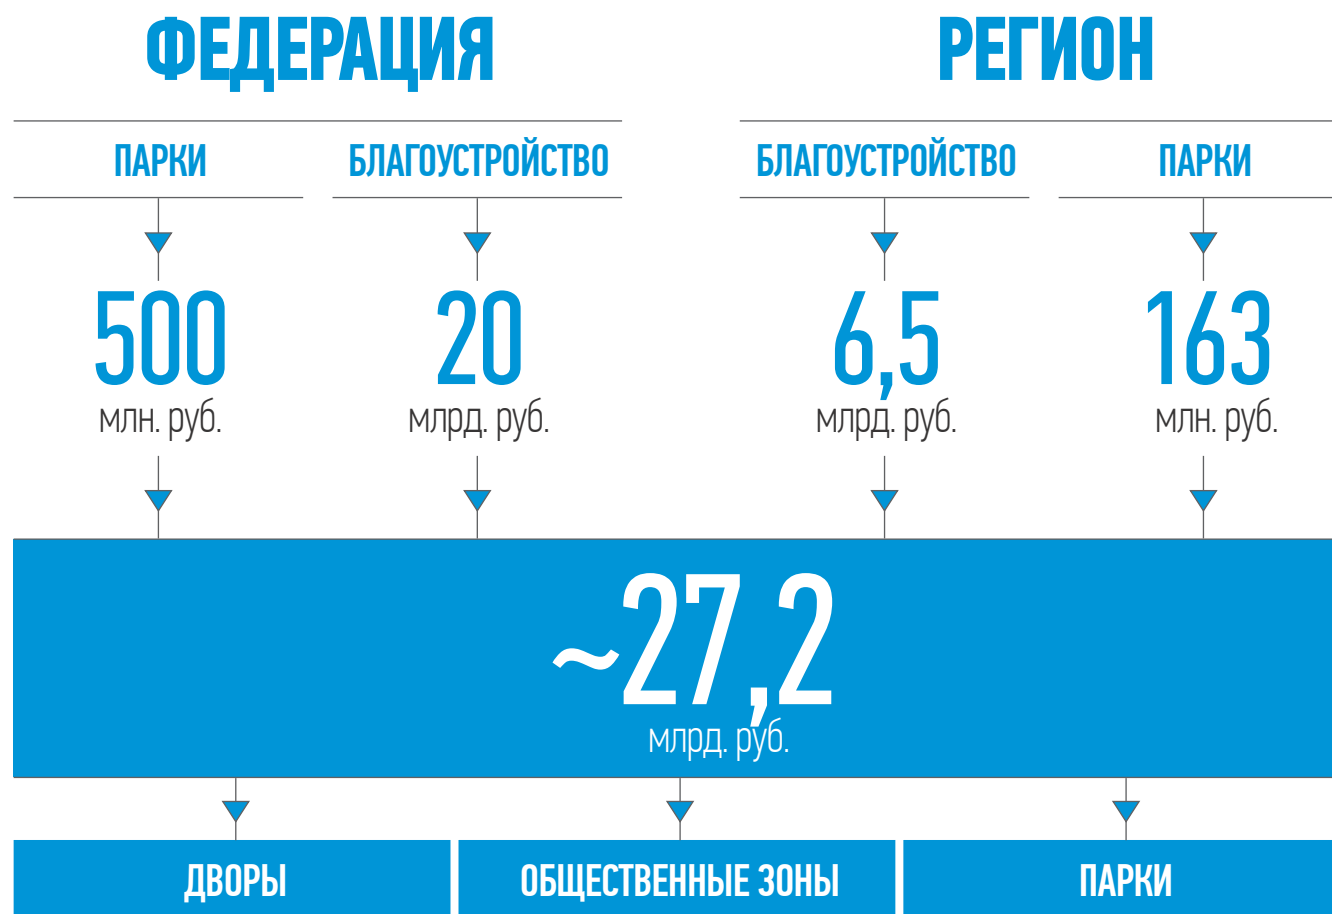 ФЕДЕРАЦИЯ
РЕГИОН
ПАРКИ
БЛАГОУСТРОЙСТВО
БЛАГОУСТРОЙСТВО
ПАРКИ
500
млн. руб.
20
млрд. руб.
6,5
млрд. руб.
163
млн. руб.
~27,2
млрд. руб.
ДВОРЫ
ОБЩЕСТВЕННЫЕ ЗОНЫ
ПАРКИ